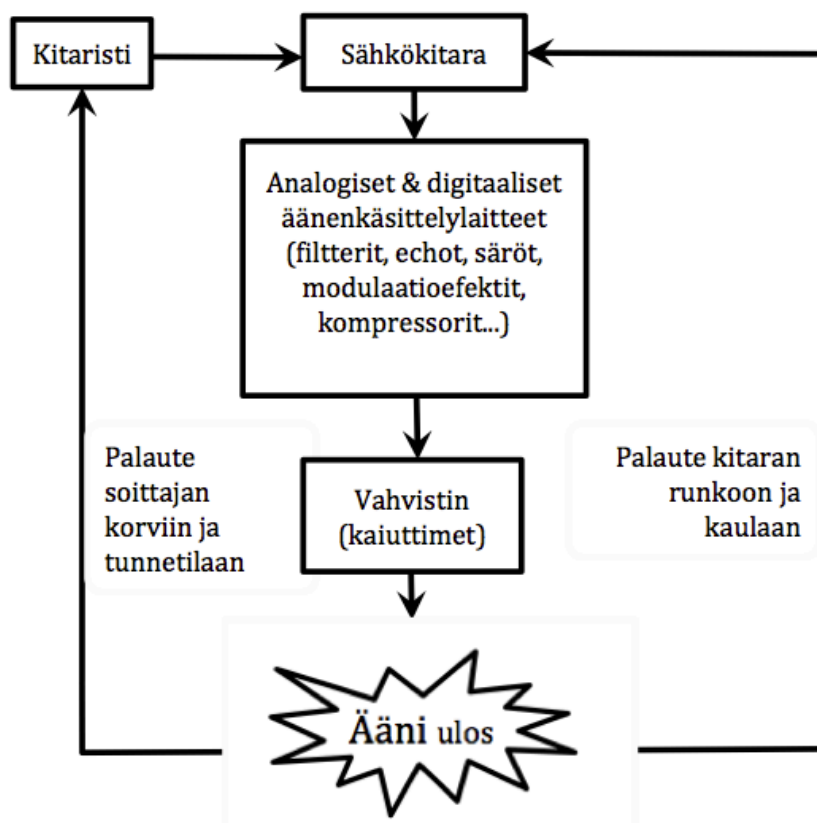 Kitaristi
Sähkökitara
Analogiset & digitaaliset
äänenkäsittelylaitteet
(filtterit, echot, säröt,
modulaatioefektit,
kompressorit...)
Palaute
soittajan
korviin ja
tunnetilaan
Vahvistin
(kaiuttimet)
Palaute kitaran
runkoon ja
kaulaan
Ääni ulos